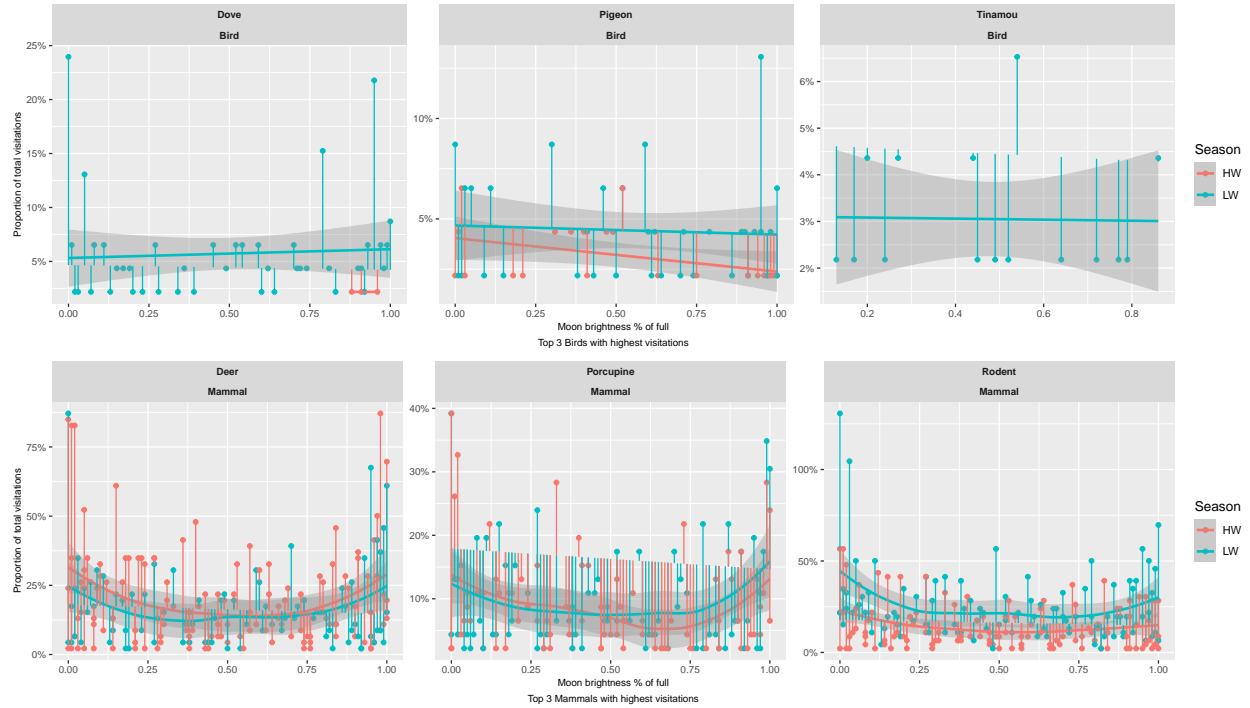 Dove
Bird
Pigeon
Bird
Tinamou
Bird
Proportion of total visitations
25%
20%
15%
10%
5%
0.00
0.25
0.50
0.75
1.00
10%
5%
0.00
0.25
0.50
0.75
1.00
6%
5%
4%
3%
2%
0.2
0.4
0.6
0.8
Moon brightness % of full
Top 3 Birds with highest visitations
Season
HW
LW
Deer
Mammal
Porcupine
Mammal
Rodent
Mammal
Proportion of total visitations
75%
50%
25%
0%
0.00
0.25
0.50
0.75
1.00
40%
30%
20%
10%
0.00
0.25
0.50
0.75
1.00
100%
50%
0%
0.00
0.25
0.50
0.75
1.00
Moon brightness % of full
Top 3 Mammals with highest visitations
Season
HW
LW